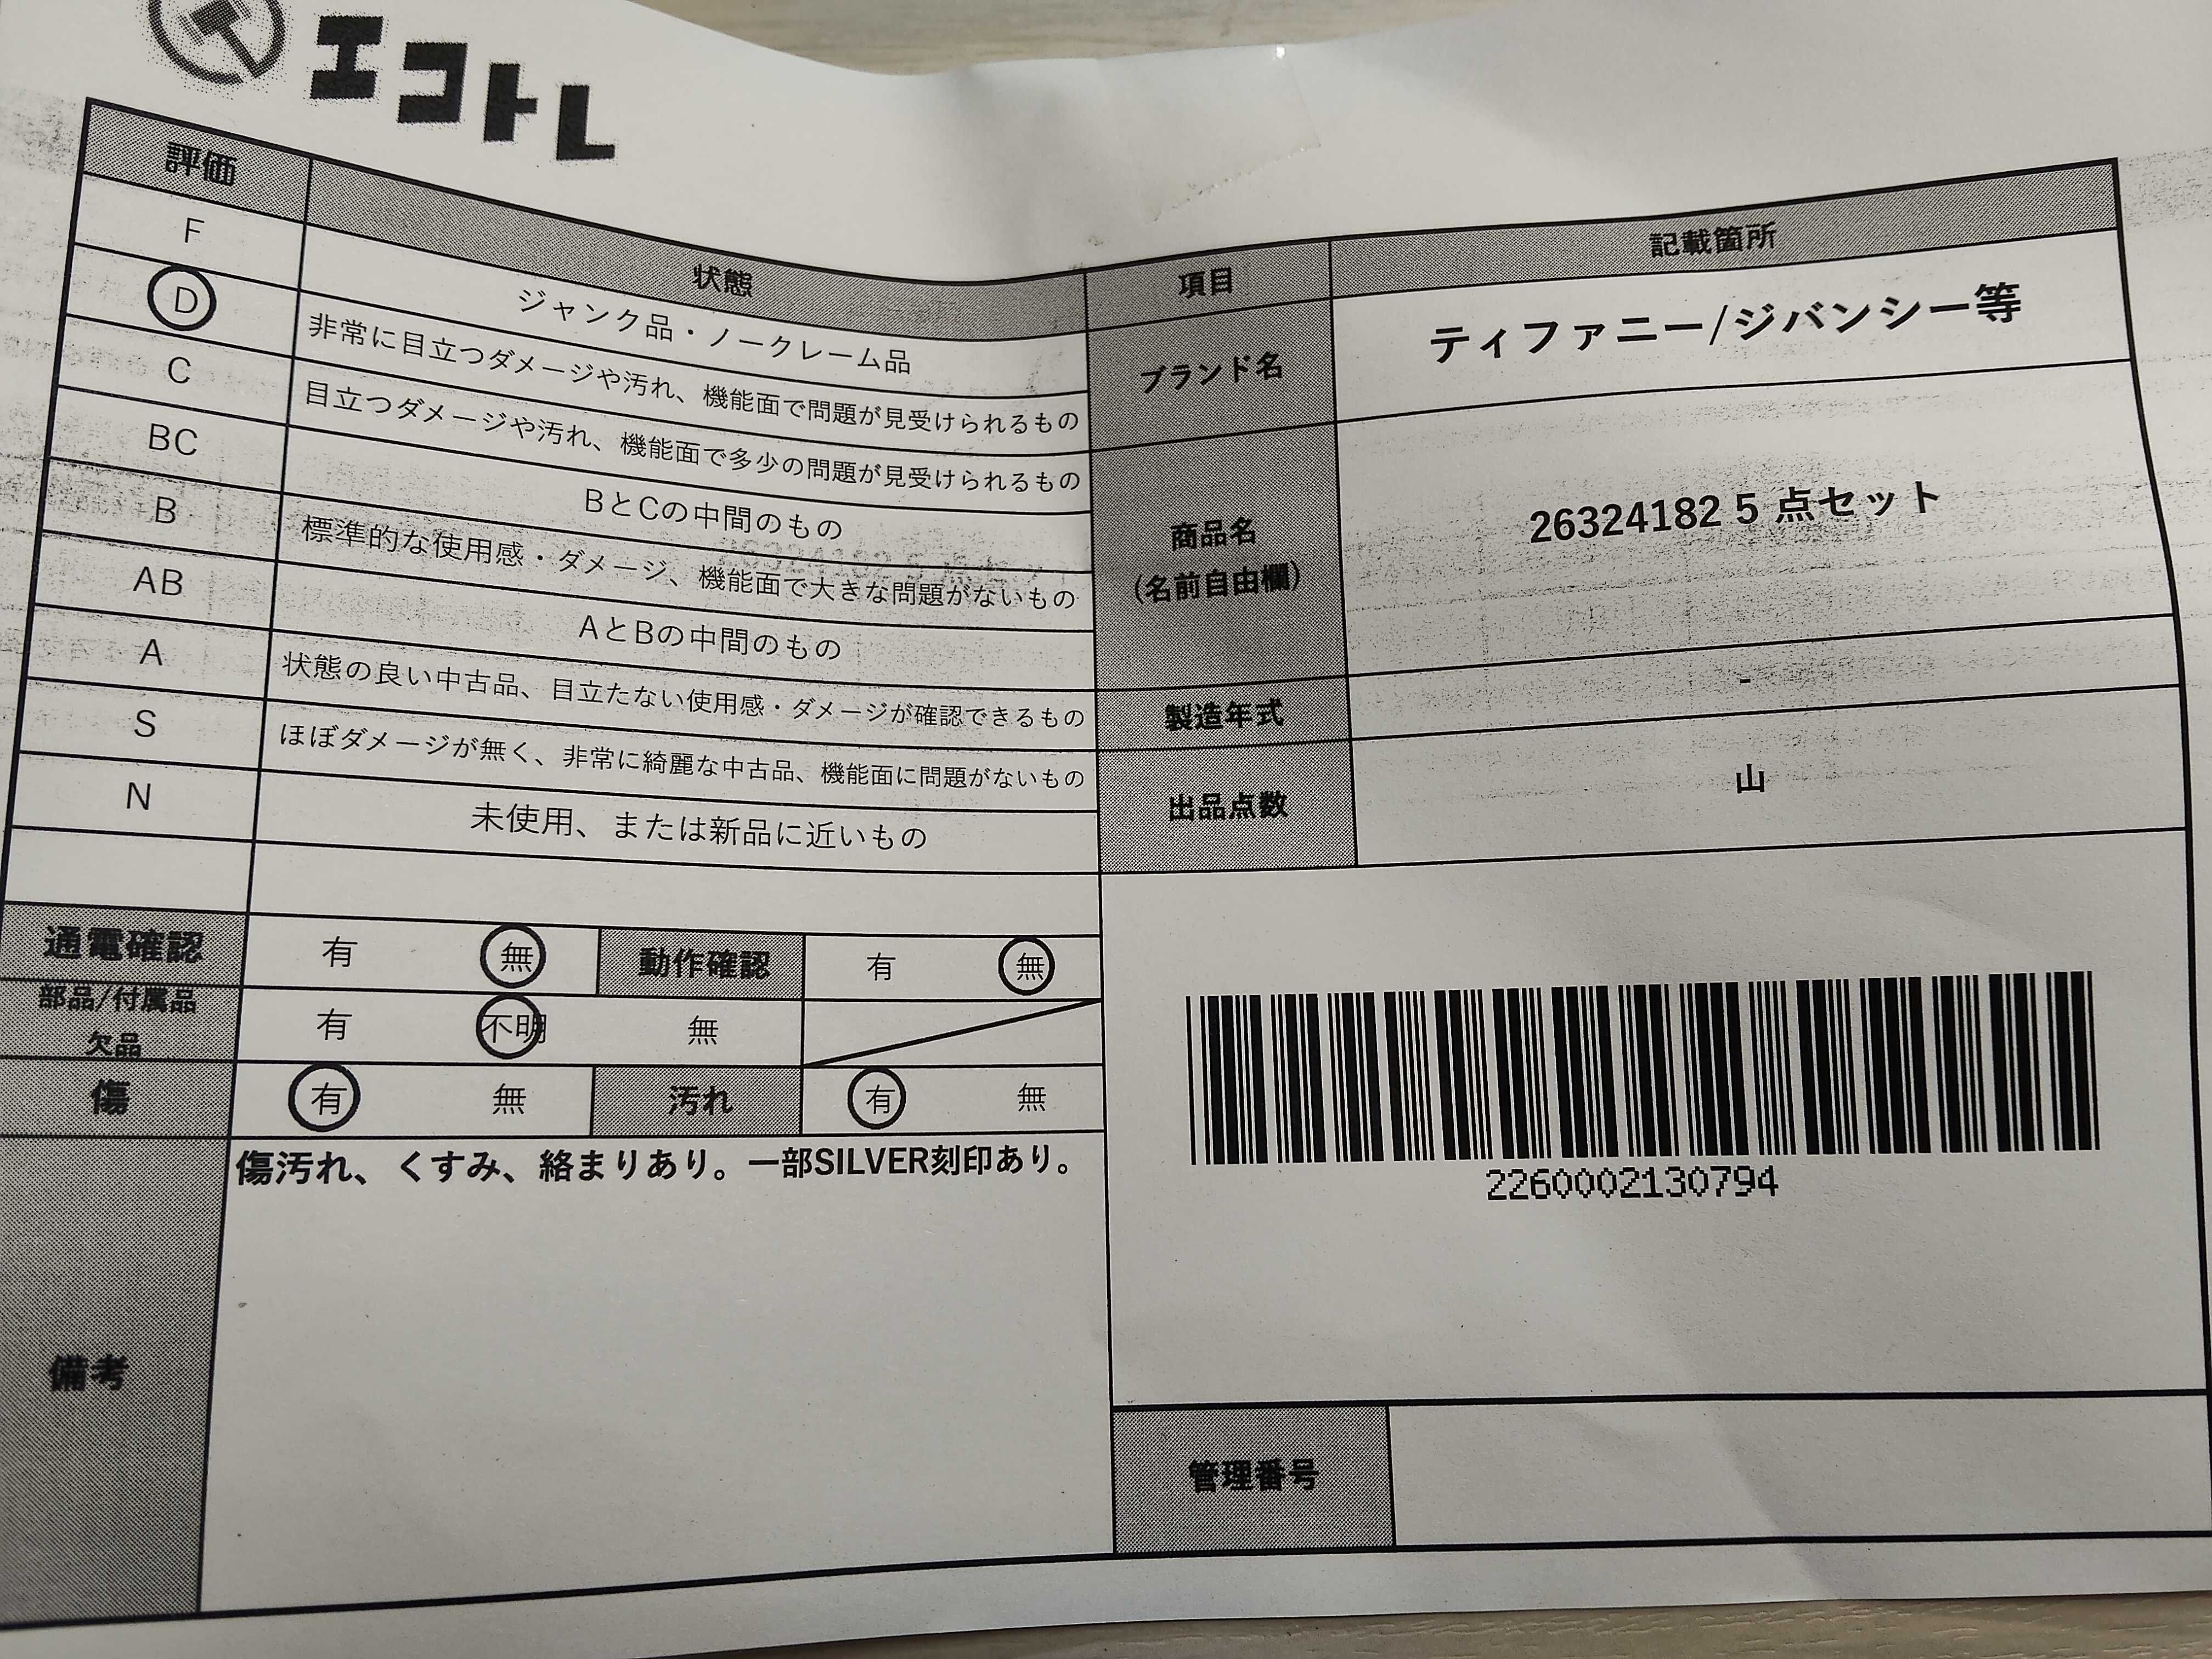 エコトレ
評価 状態
F ジャンク品・ノークレーム品
D 非常に目立つダメージや汚れ、機能面で問題が見受けられるもの
C 目立つダメージや汚れ、機能面で多少の問題が見受けられるもの
BC BとCの中間のもの
B 標準的な使用感・ダメージ、機能面で大きな問題がないもの
AB AとBの中間のもの
A 状態の良い中古品、目立たない使用感・ダメージが確認できるもの
S ほぼダメージが無く、非常に綺麗な中古品、機能面に問題がないもの
N 未使用、または新品に近いもの
通電確認 有 無 動作確認 有 無
部品/付属品
欠品 有 不明 無
傷 有 無 汚れ 有 無
備考
傷汚れ、くすみ、絡まりあり。一部SILVER刻印あり。
項目 記載箇所
ブランド名 ティファニー/ジバンシー等
商品名
(名前自由欄)
26324182 5 点セット
製造年式 -
出品点数 山
2260002130794
管理番号